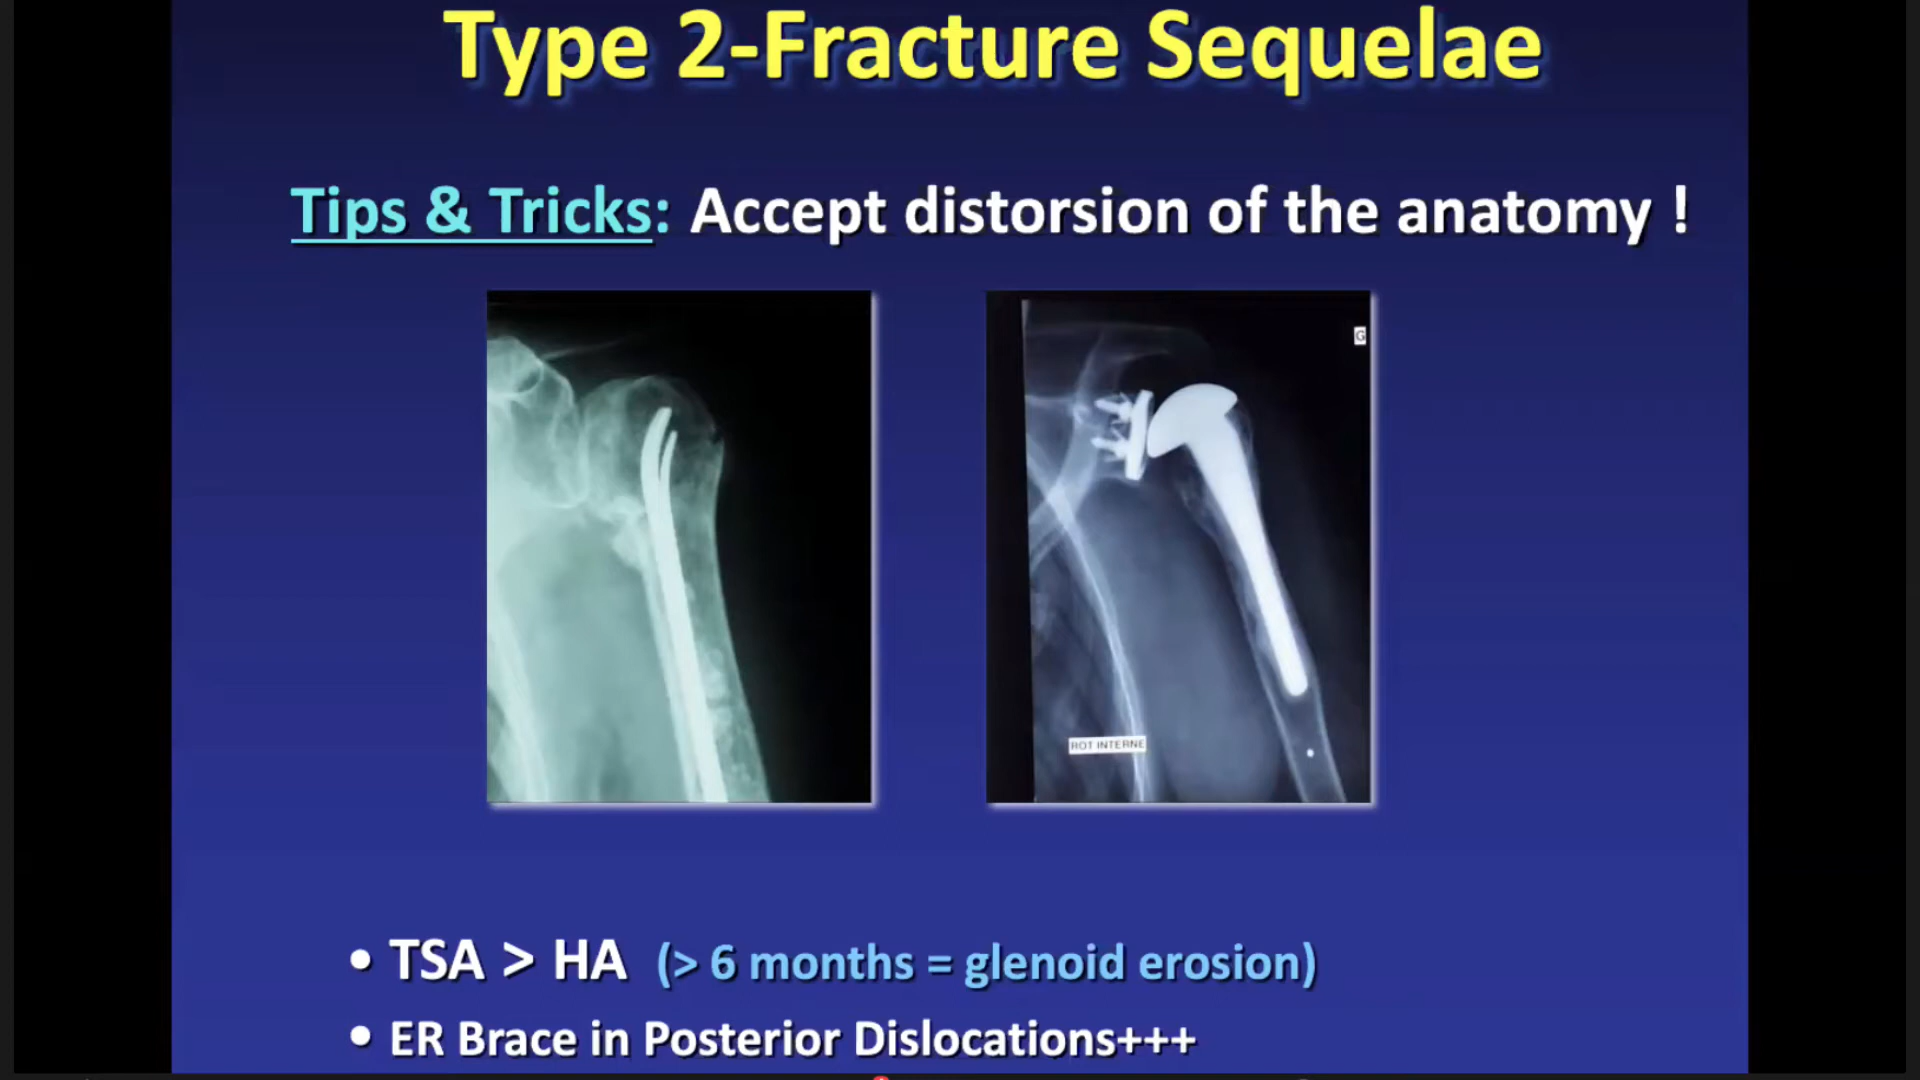 Type 2-Fracture Sequelae
Tips & Tricks: Accept distorsion of the anatomy !
G
ROT INTERNE
• TSA > HA (> 6 months = glenoid erosion)
• ER Brace in Posterior Dislocations+++